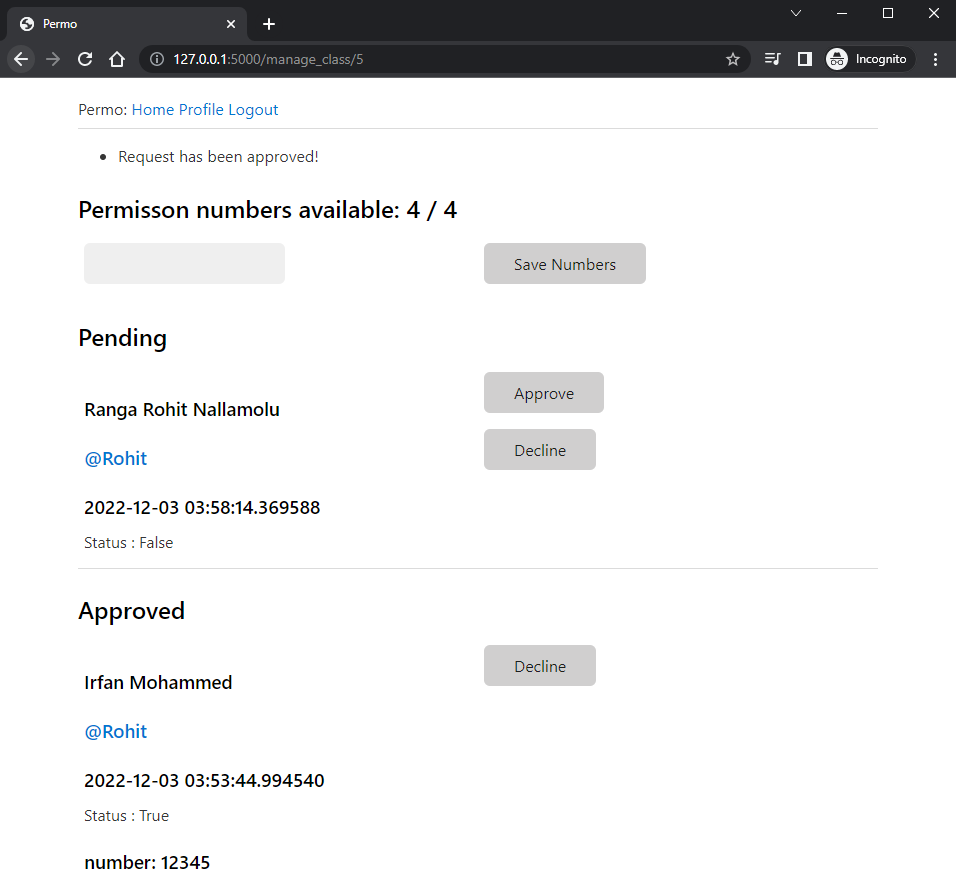 Permo
127.0.0.1:5000/manage_class/5
Incognito
Permo: Home Profile Logout
Request has been approved!
Permisson numbers available: 4 / 4
Save Numbers
Pending
Approve
Ranga Rohit Nallamolu
Decline
@Rohit
2022-12-03 03:58:14.369588
Status : False
Approved
Decline
Irfan Mohammed
@Rohit
2022-12-03 03:53:44.994540
Status : True
number: 12345